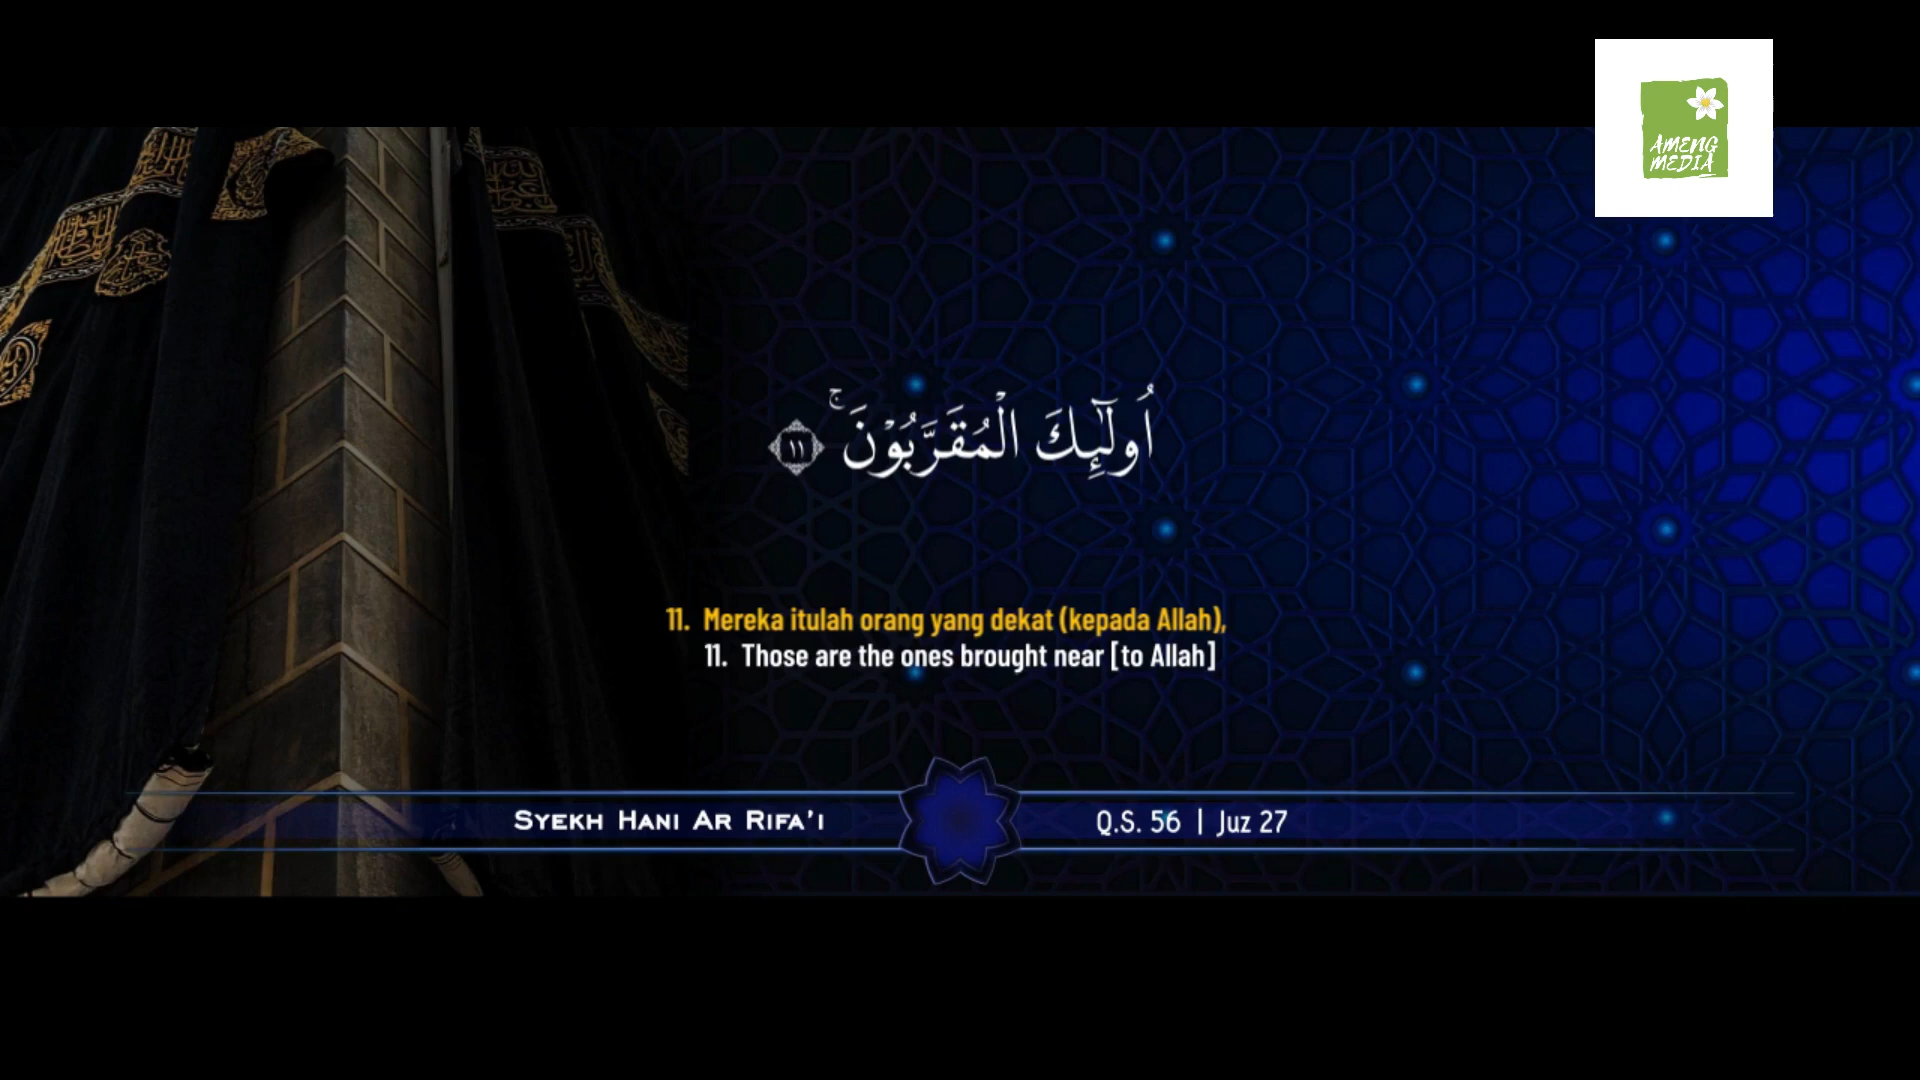 AMENG
MEDIA
اُولٰۤىِٕكَ الْمُقَرَّبُوْنَۚ ١١
11. Mereka itulah orang yang dekat (kepada Allah),
11. Those are the ones brought near [to Allah]
Syekh Hani Ar Rifa'i
Q.S. 56 | Juz 27